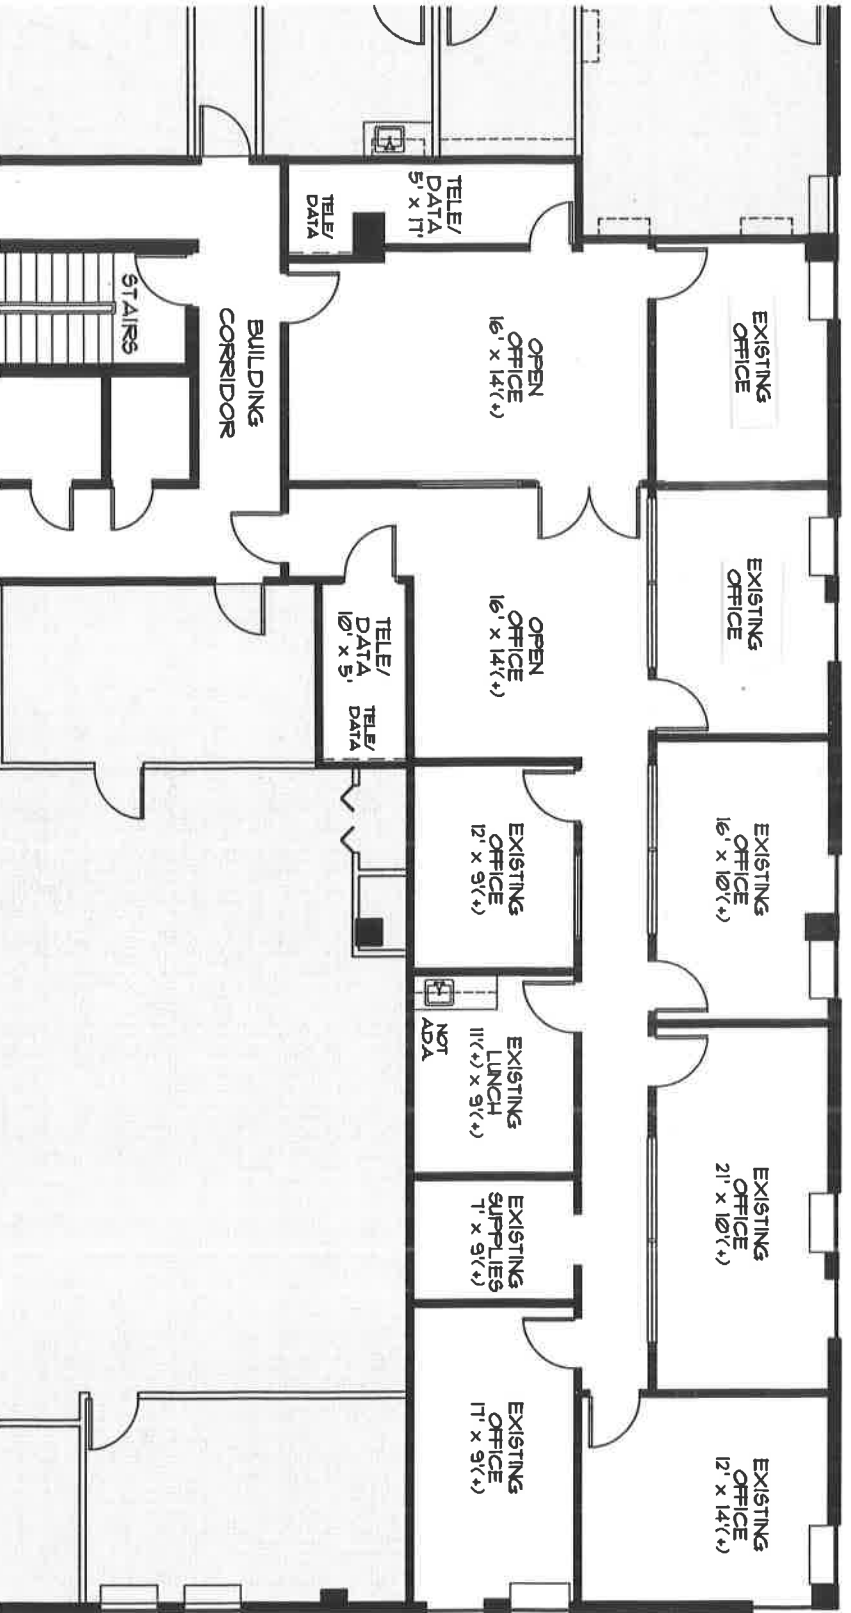 TELE/
DATA
5' x 17'
TELE/
DATA
STAIRS
BUILDING
CORRIDOR
OPEN
OFFICE
16' x 14'(+)
EXISTING
OFFICE
EXISTING
OFFICE
OPEN
OFFICE
16' x 14'(+)
TELE/
DATA
10' x 5'
TELE/
DATA
EXISTING
OFFICE
12' x 9'(+)
EXISTING
OFFICE
16' x 10'(+)
EXISTING
LUNCH
11'(+) x 9'(+)
NOT
ADA
EXISTING
OFFICE
21' x 10'(+)
EXISTING
SUPPLIES
7' x 9'(+)
EXISTING
OFFICE
17' x 9'(+)
EXISTING
OFFICE
12' x 14'(+)